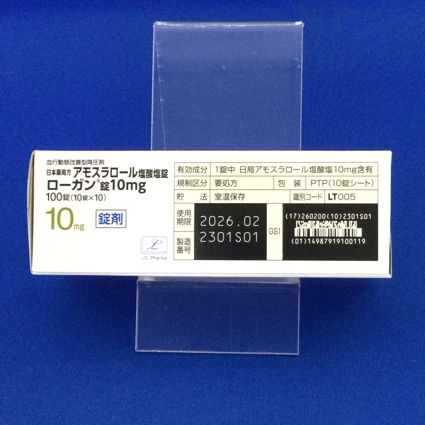 血行動態改善型降圧剤
日本薬局方 アモスラロール塩酸塩錠
ローガン®錠10mg
100錠(10錠×10)
10mg 錠剤
LTL Pharma
有効成分 1錠中 日局アモスラロール塩酸塩10mg含有
規制区分 要処方 包装 PTP(10錠シート)
貯法 室温保存 識別コード LT005
使用期限 2026.02
製造番号 2301S01
GS1
(17)260200(10)2301S01
(01)14987919100119